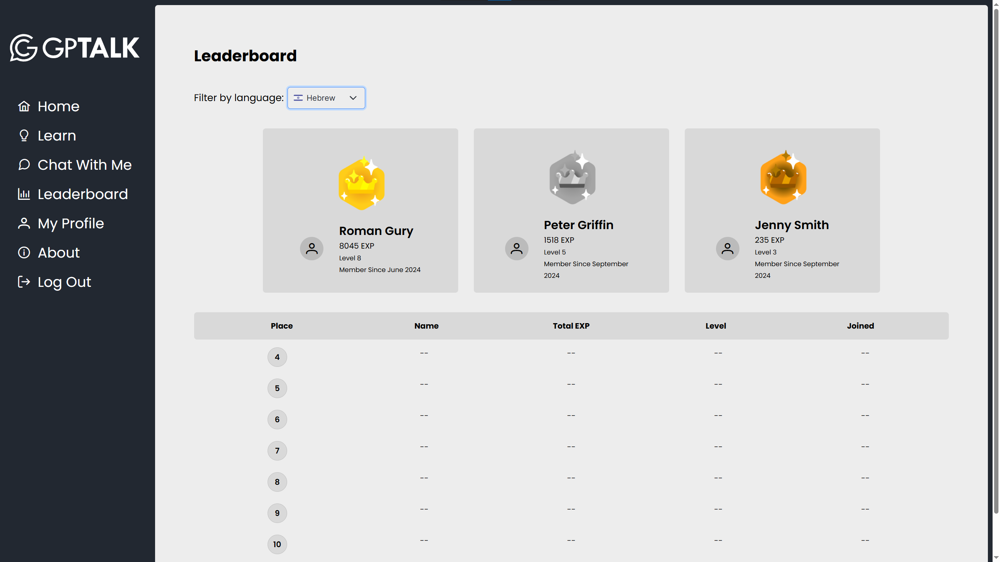 GPTALK
Home
Learn
Chat With Me
Leaderboard
My Profile
About
Log Out
Leaderboard
Filter by language: Hebrew
Roman Gury
8045 EXP
Level 8
Member Since June 2024
Peter Griffin
1518 EXP
Level 5
Member Since September
2024
Jenny Smith
235 EXP
Level 3
Member Since September
2024
Place Name Total EXP Level Joined
4 -- -- -- --
5 -- -- -- --
6 -- -- -- --
7 -- -- -- --
8 -- -- -- --
9 -- -- -- --
10 -- -- -- --